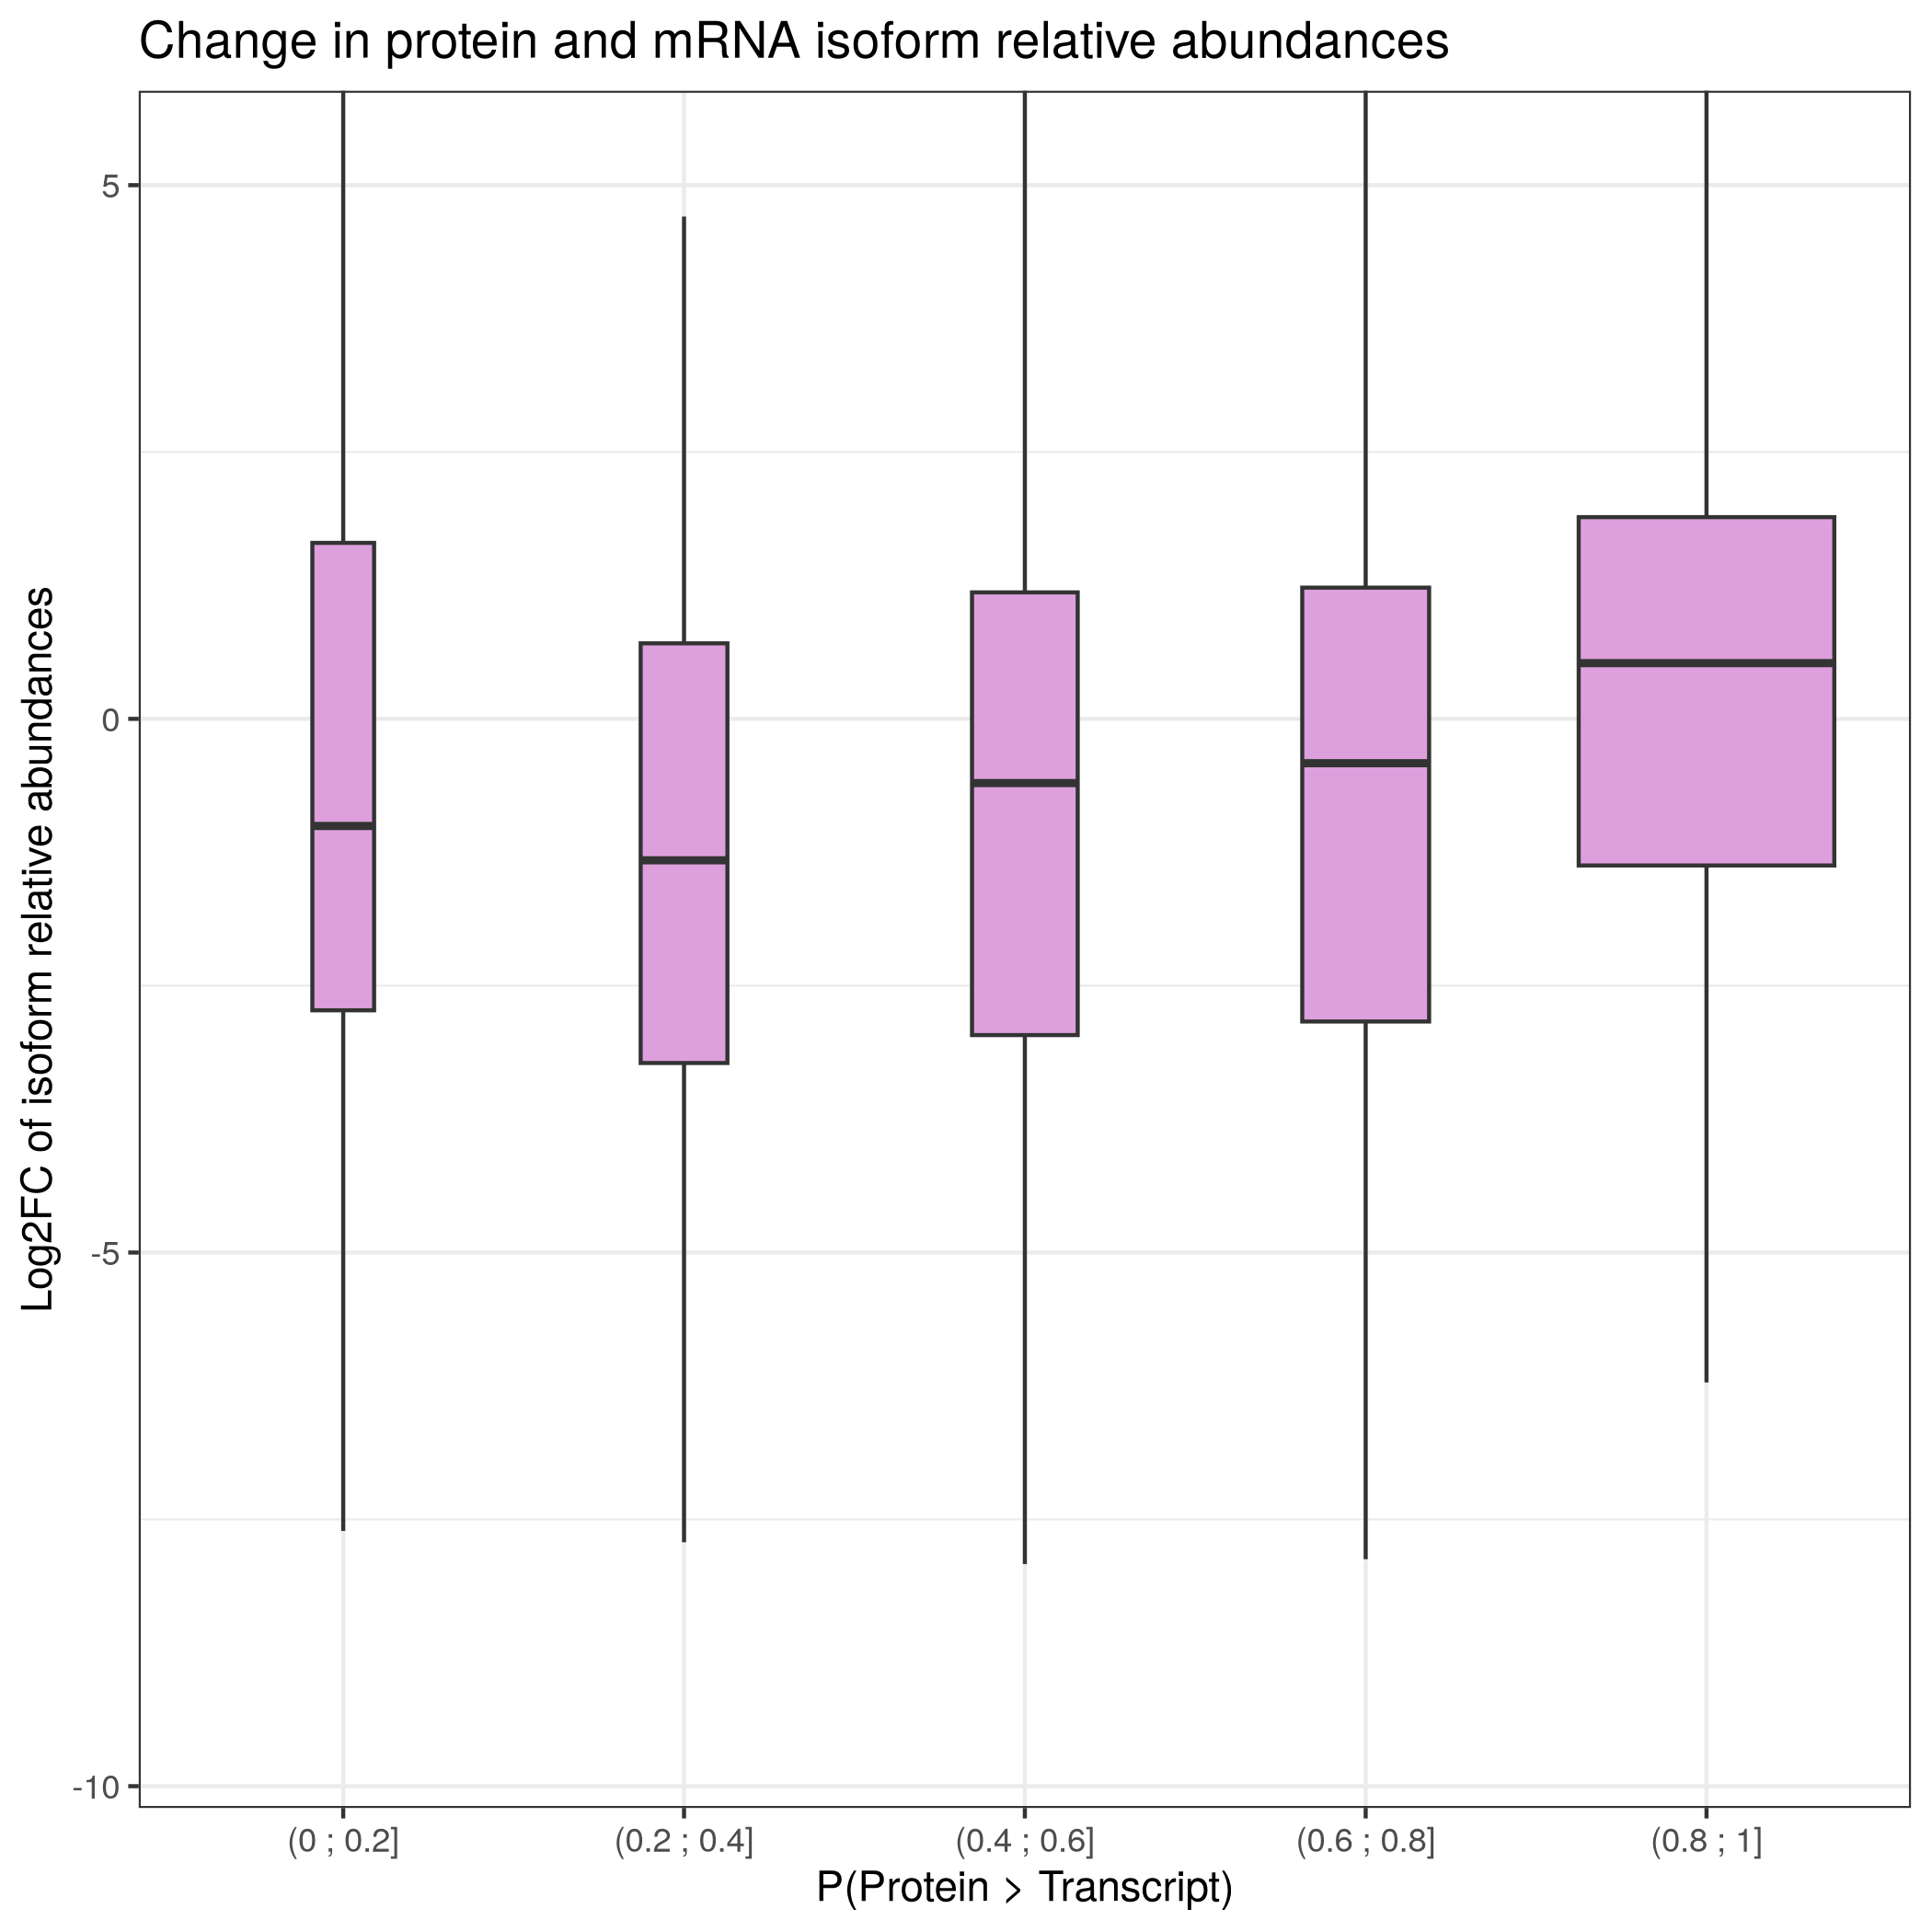 Change in protein and mRNA isoform relative abundances
Log2FC of isoform relative abundances
5
0
-5
-10
(0 ; 0.2]
(0.2 ; 0.4]
(0.4 ; 0.6]
(0.6 ; 0.8]
(0.8 ; 1]
P(Protein > Transcript)